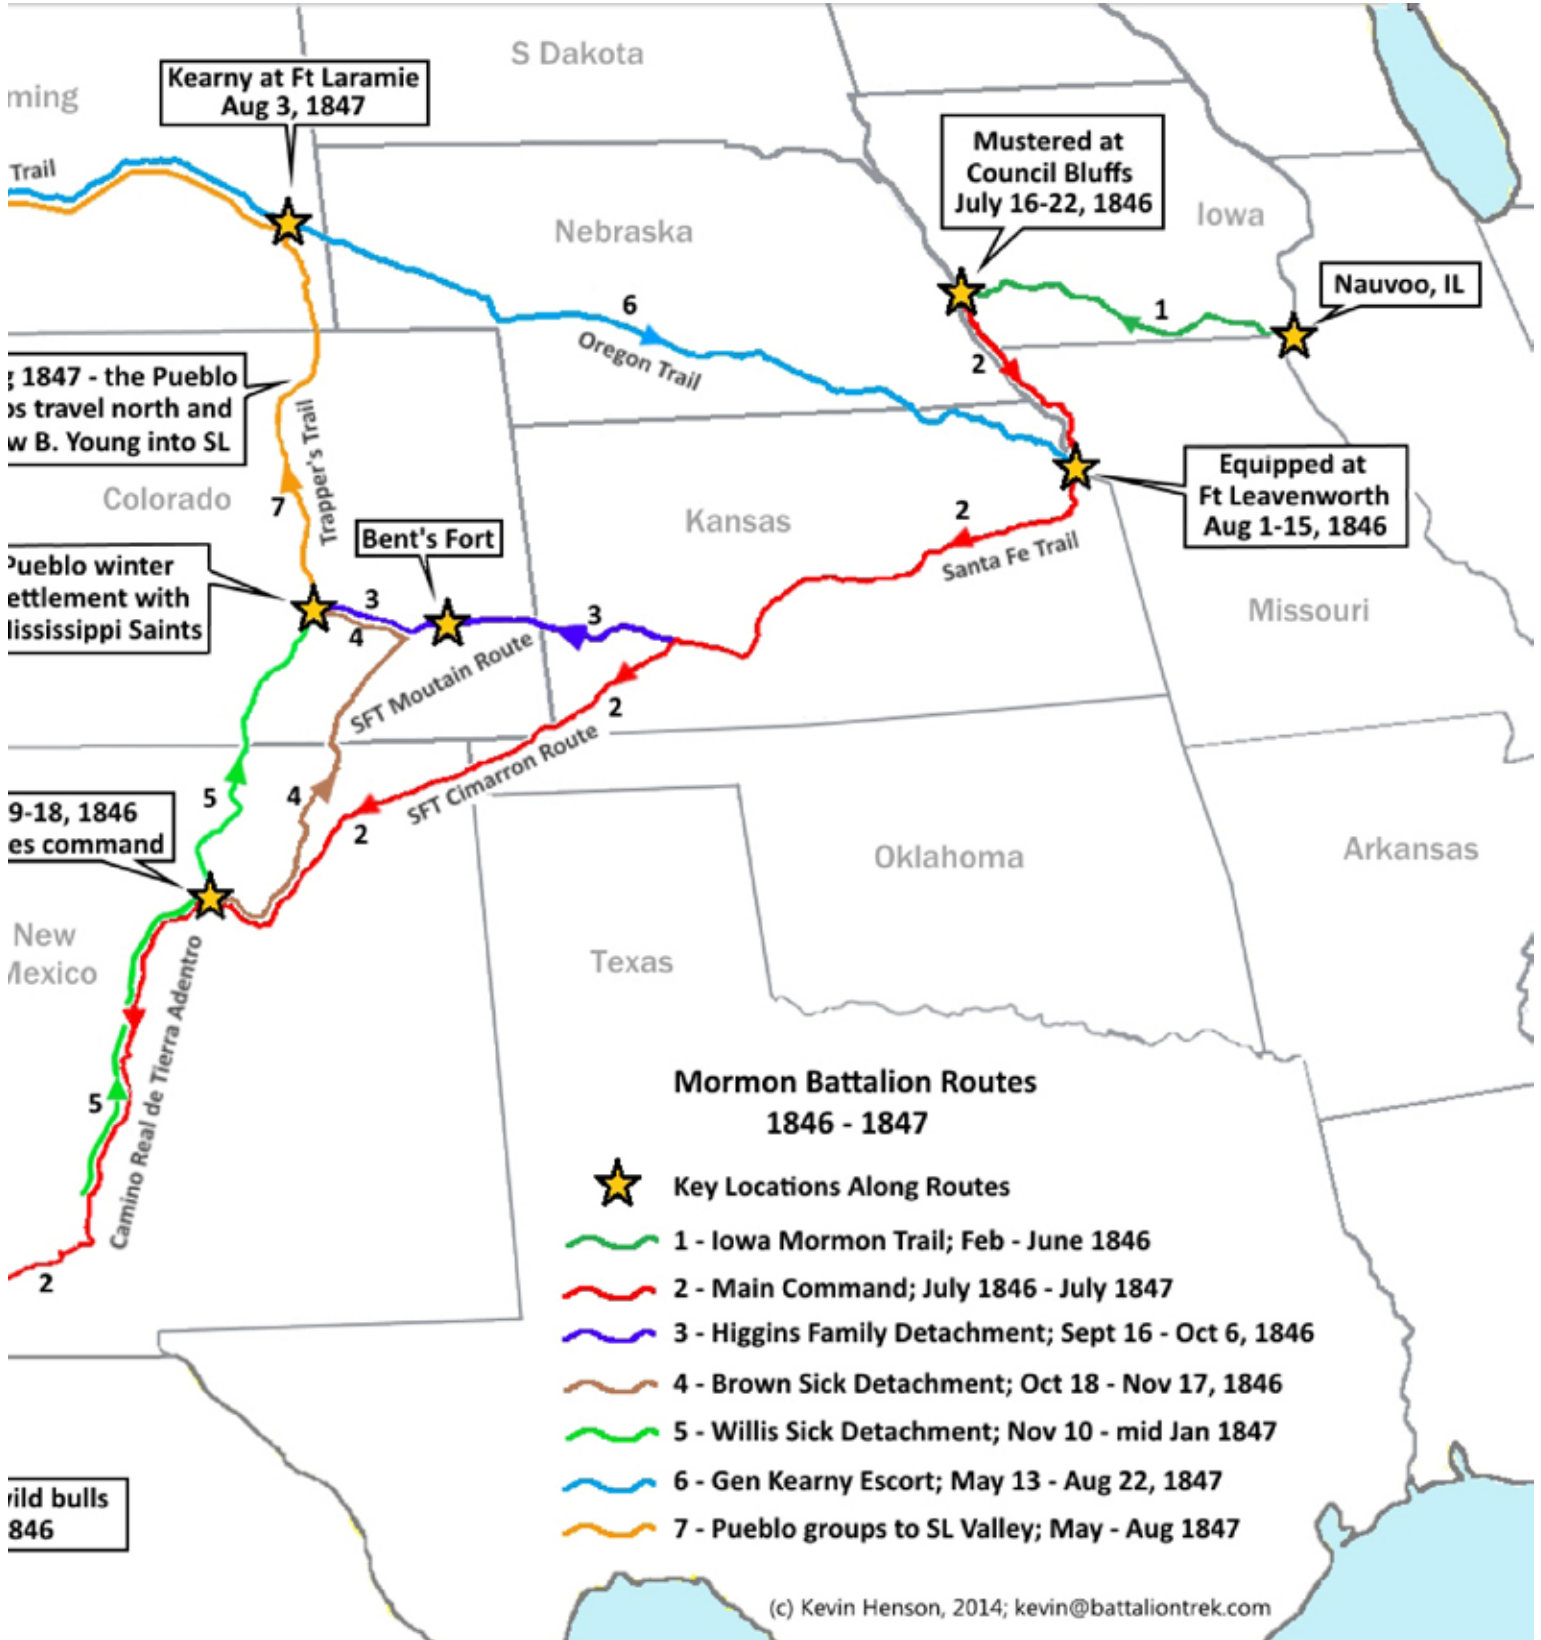 S Dakota
Kearny at Ft Laramie
Aug 3, 1847
ming
Trail
Mustered at
Council Bluffs
July 16-22, 1846
Iowa
Nebraska
Nauvoo, IL
6
1
Oregon Trail
2
g 1847 - the Pueblo
os travel north and
w B. Young into SL
Trapper's Trail
Colorado
7
Kansas
Equipped at
Ft Leavenworth
Aug 1-15, 1846
2
Santa Fe Trail
Bent's Fort
Pueblo winter
ettlement with
lississippi Saints
3
4
3
Missouri
SFT Moutain Route
2
SFT Cimarron Route
5
4
2
9-18, 1846
es command
Oklahoma
Arkansas
New
Mexico
Texas
Camino Real de Tierra Adentro
5
2
Mormon Battalion Routes
1846 - 1847
Key Locations Along Routes
1 - Iowa Mormon Trail; Feb - June 1846
2 - Main Command; July 1846 - July 1847
3 - Higgins Family Detachment; Sept 16 - Oct 6, 1846
4 - Brown Sick Detachment; Oct 18 - Nov 17, 1846
5 - Willis Sick Detachment; Nov 10 - mid Jan 1847
6 - Gen Kearny Escort; May 13 - Aug 22, 1847
7 - Pueblo groups to SL Valley; May - Aug 1847
vild bulls
846
(c) Kevin Henson, 2014; kevin@battaliontrek.com